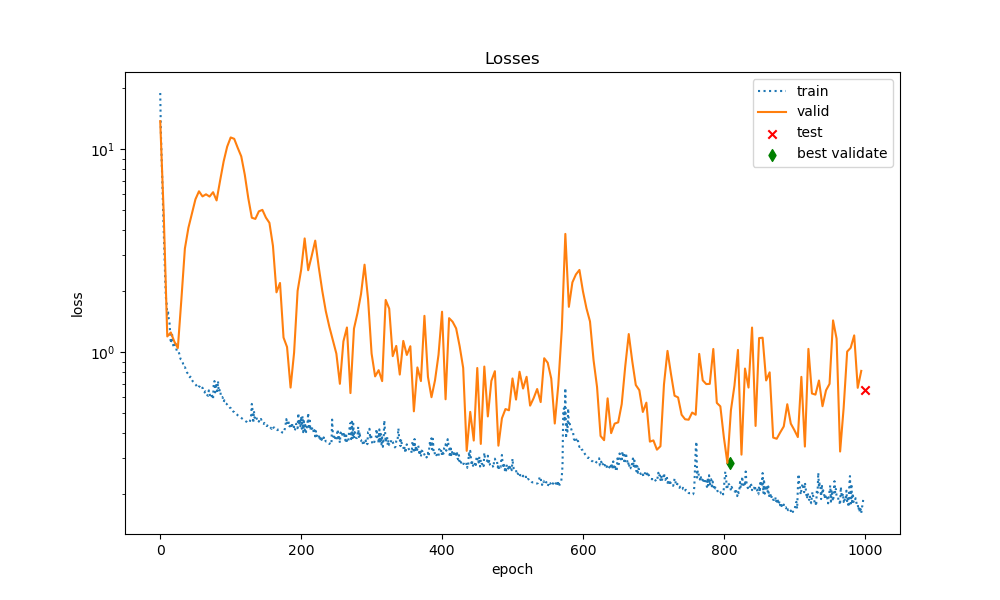 Losses
train
valid
test
best validate
10¹
10⁰
loss
0 200 400 600 800 1000
epoch